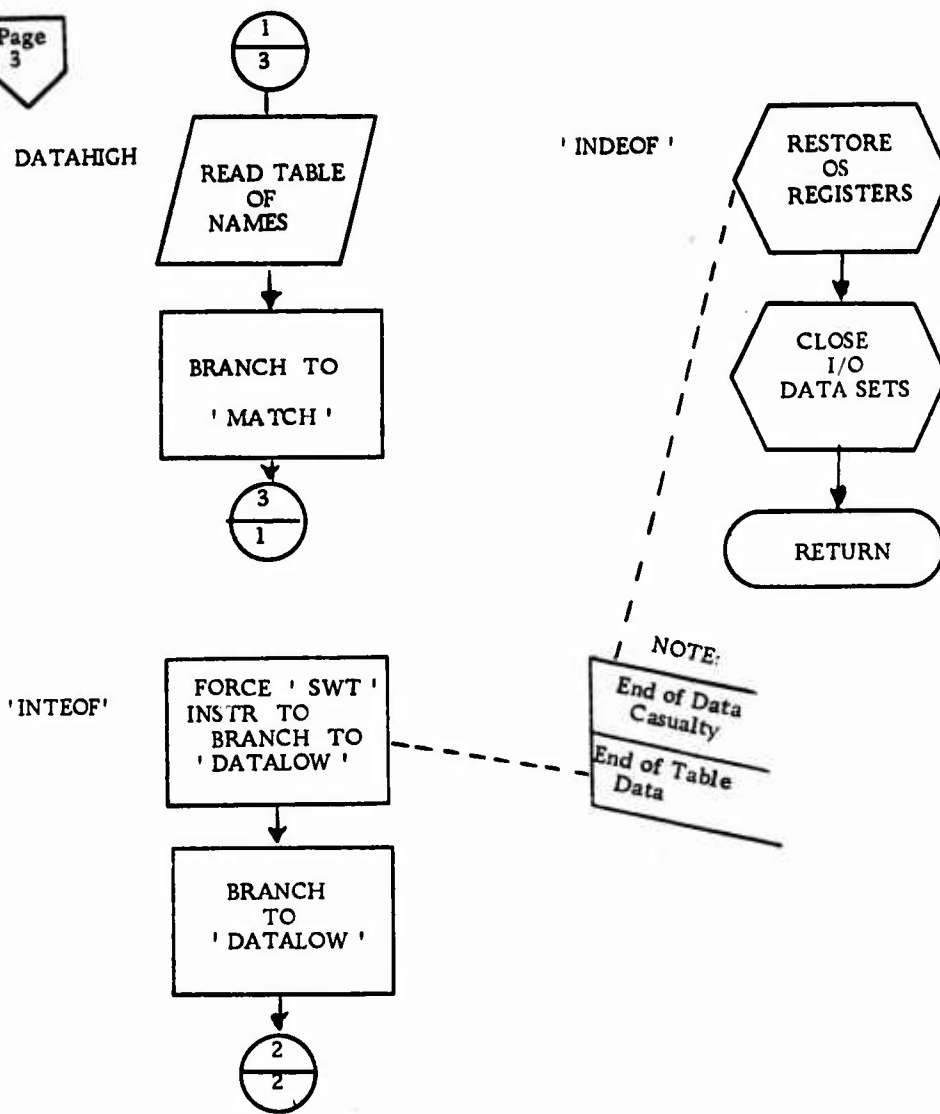 Page
3
1
3
DATAHIGH
READ TABLE
OF
NAMES
BRANCH TO
' MATCH '
3
1
' INDEOF '
RESTORE
OS
REGISTERS
CLOSE
I/O
DATA SETS
RETURN
'INTEOF'
FORCE ' SWT '
INSTR TO
BRANCH TO
' DATALOW '
BRANCH
TO
' DATALOW '
2
2
NOTE:
End of Data
Casualty
End of Table
Data